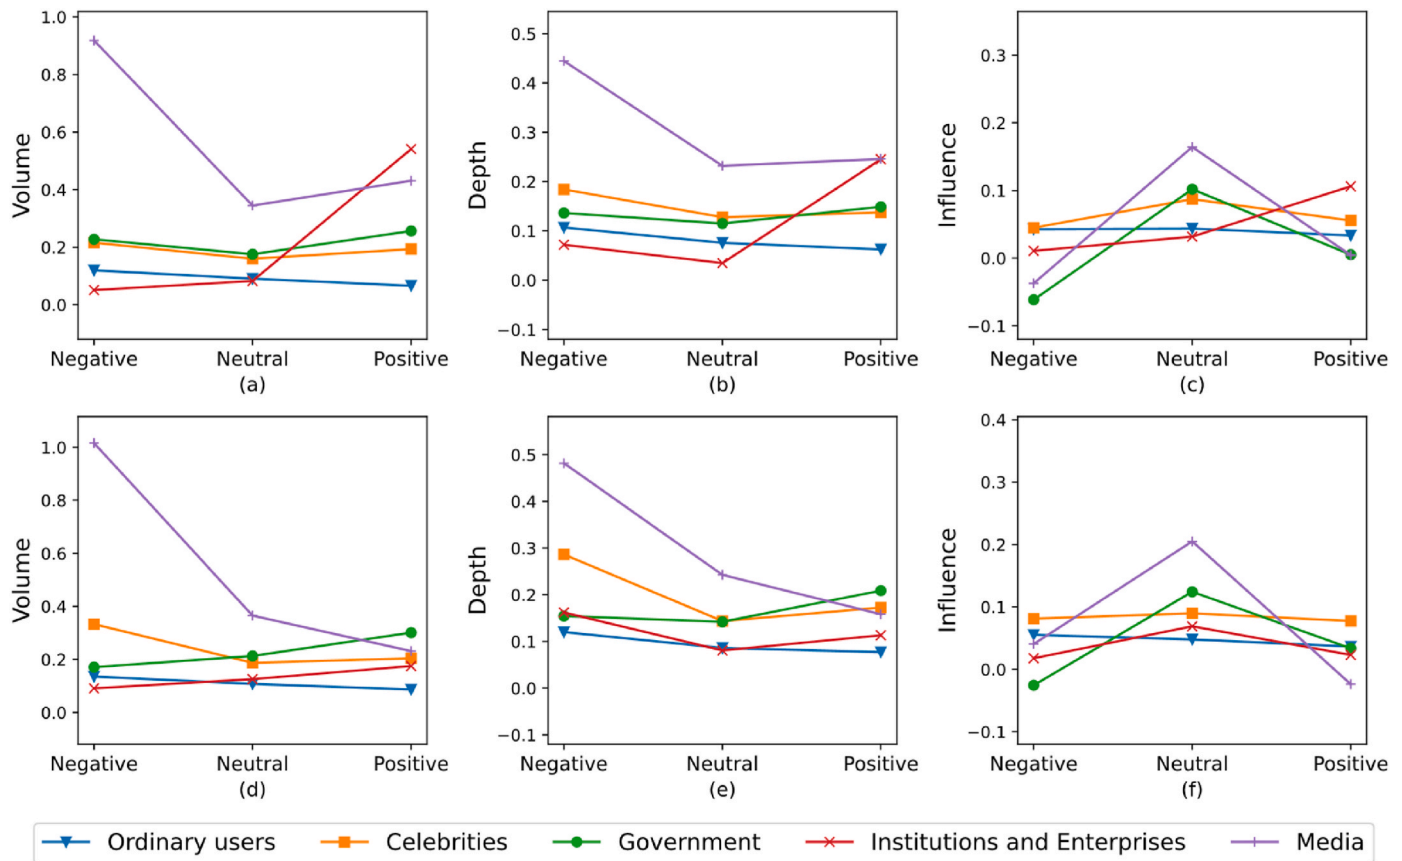 1.0
0.8
0.6
0.4
0.2
0.0
Volume
Negative Neutral Positive
(a)
0.5
0.4
0.3
0.2
0.1
0.0
−0.1
Depth
Negative Neutral Positive
(b)
0.3
0.2
0.1
0.0
−0.1
Influence
Negative Neutral Positive
(c)
1.0
0.8
0.6
0.4
0.2
0.0
Volume
Negative Neutral Positive
(d)
0.5
0.4
0.3
0.2
0.1
0.0
−0.1
Depth
Negative Neutral Positive
(e)
0.4
0.3
0.2
0.1
0.0
−0.1
Influence
Negative Neutral Positive
(f)
Ordinary users Celebrities Government Institutions and Enterprises Media